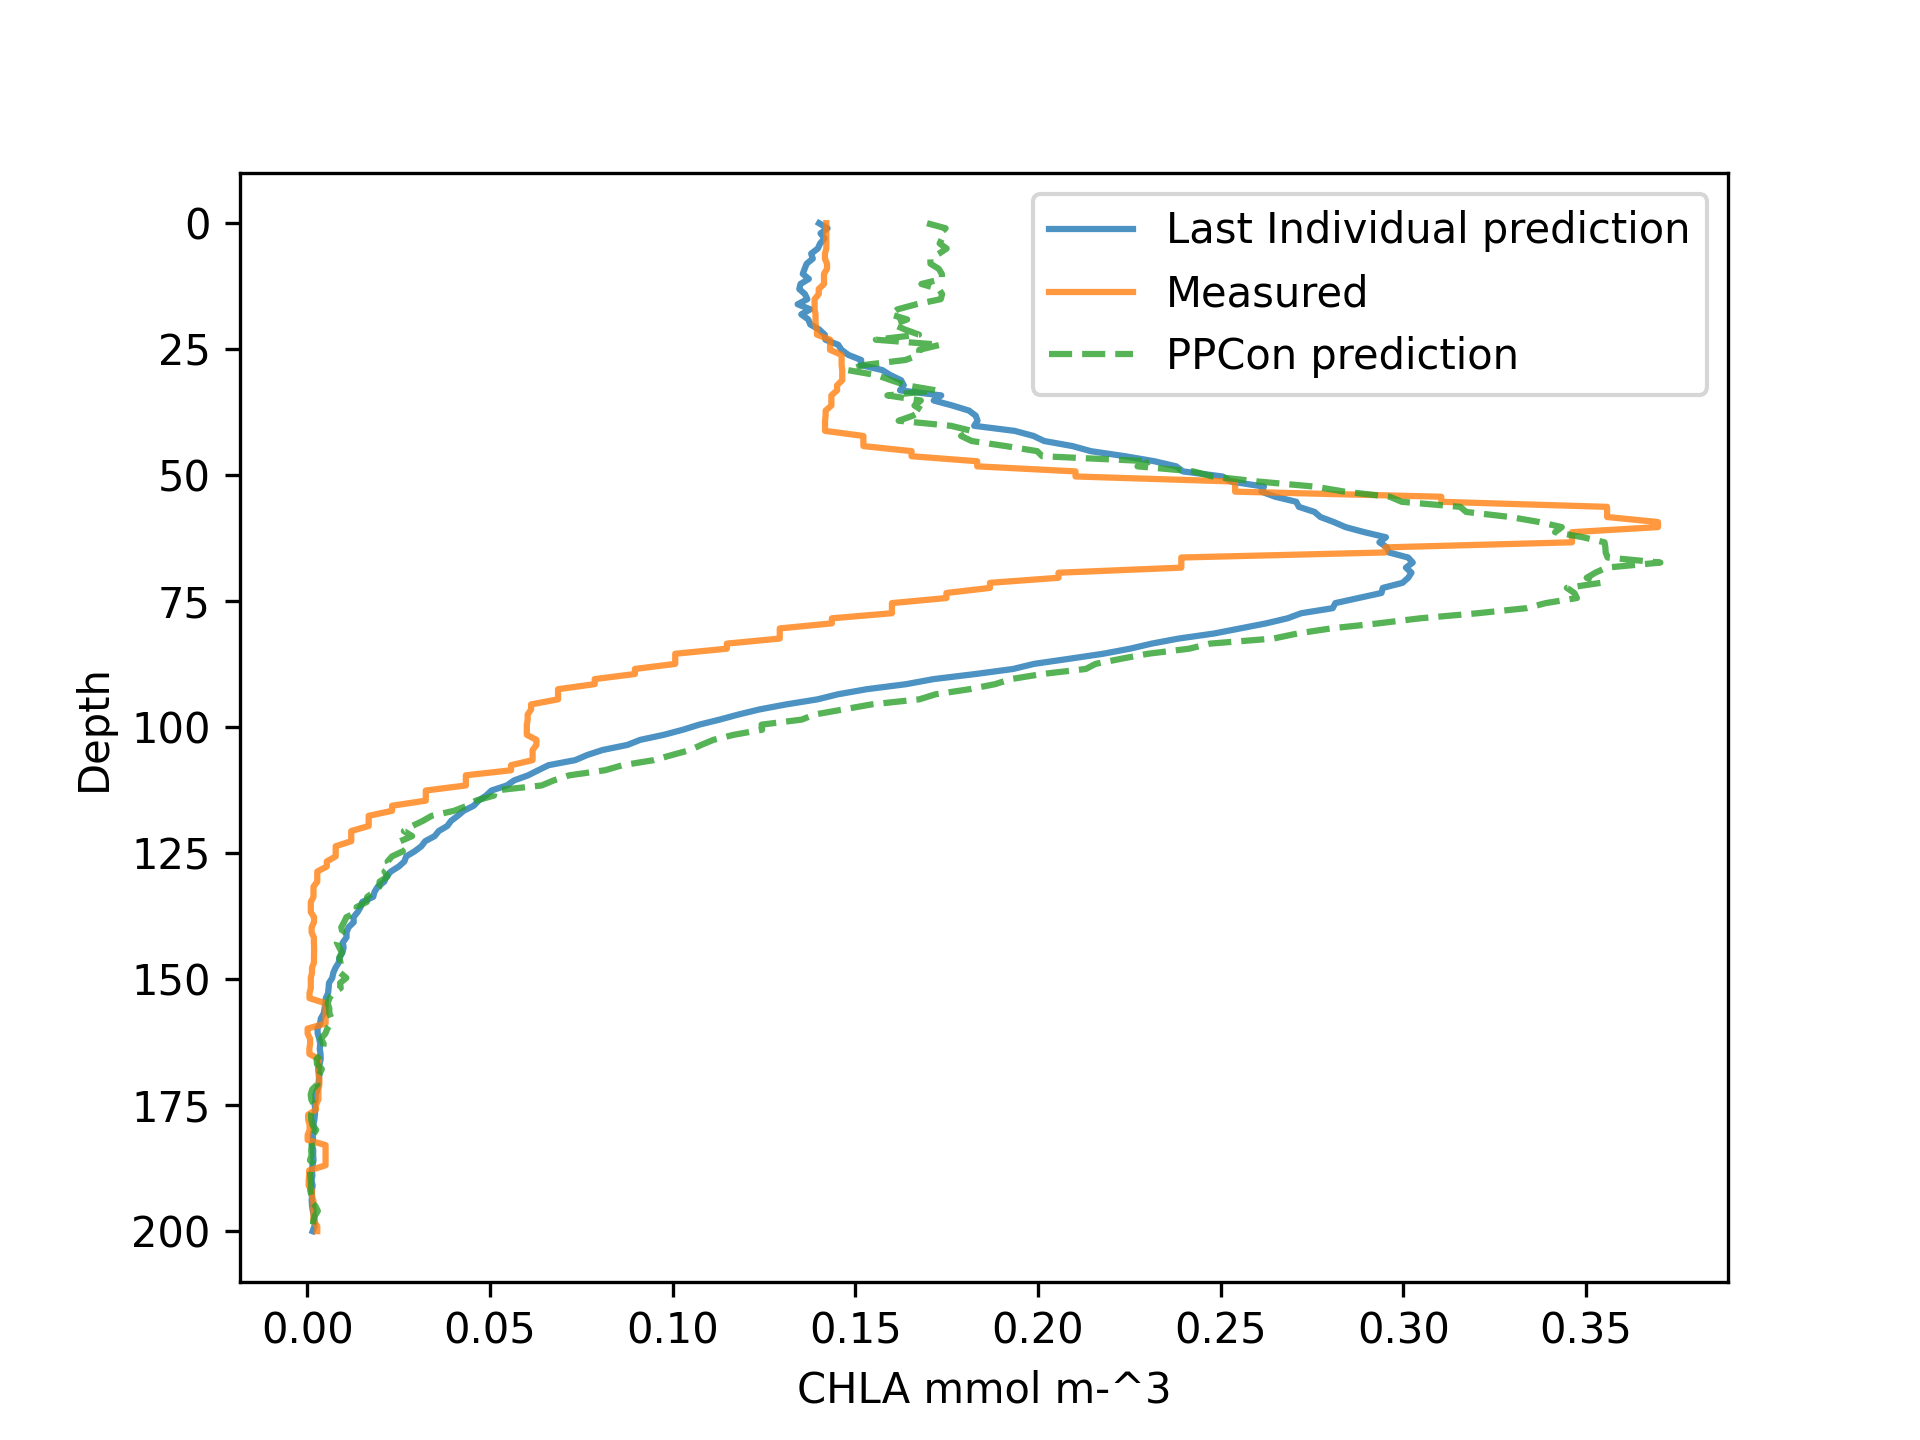 Last Individual prediction
Measured
PPCon prediction
0
25
50
75
100
125
150
175
200
Depth
0.00 0.05 0.10 0.15 0.20 0.25 0.30 0.35
CHLA mmol m-^3